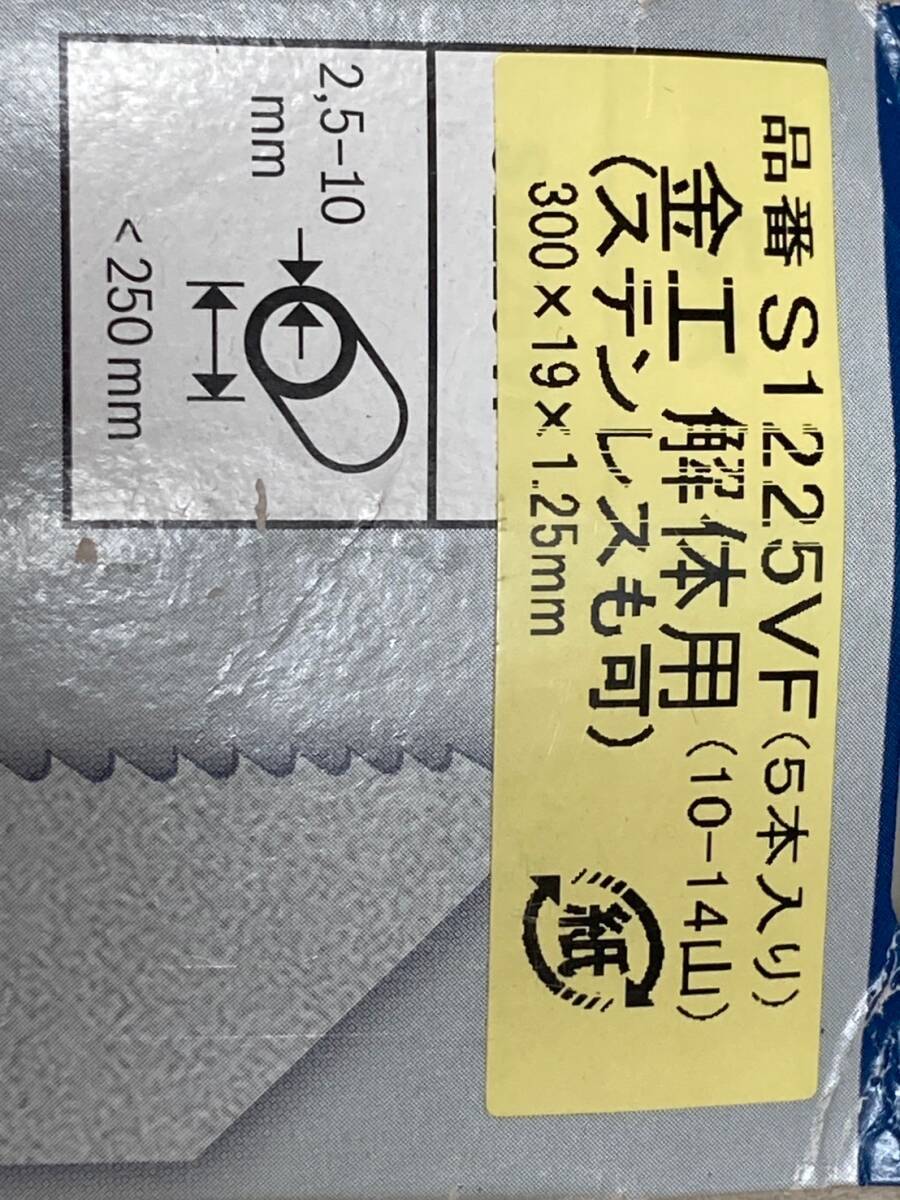 品番 S1225VF(5本入り)
金工 解体用(10-14山)
(ステンレスも可)
300×19×1.25mm
紙
2,5-10
mm
< 250 mm